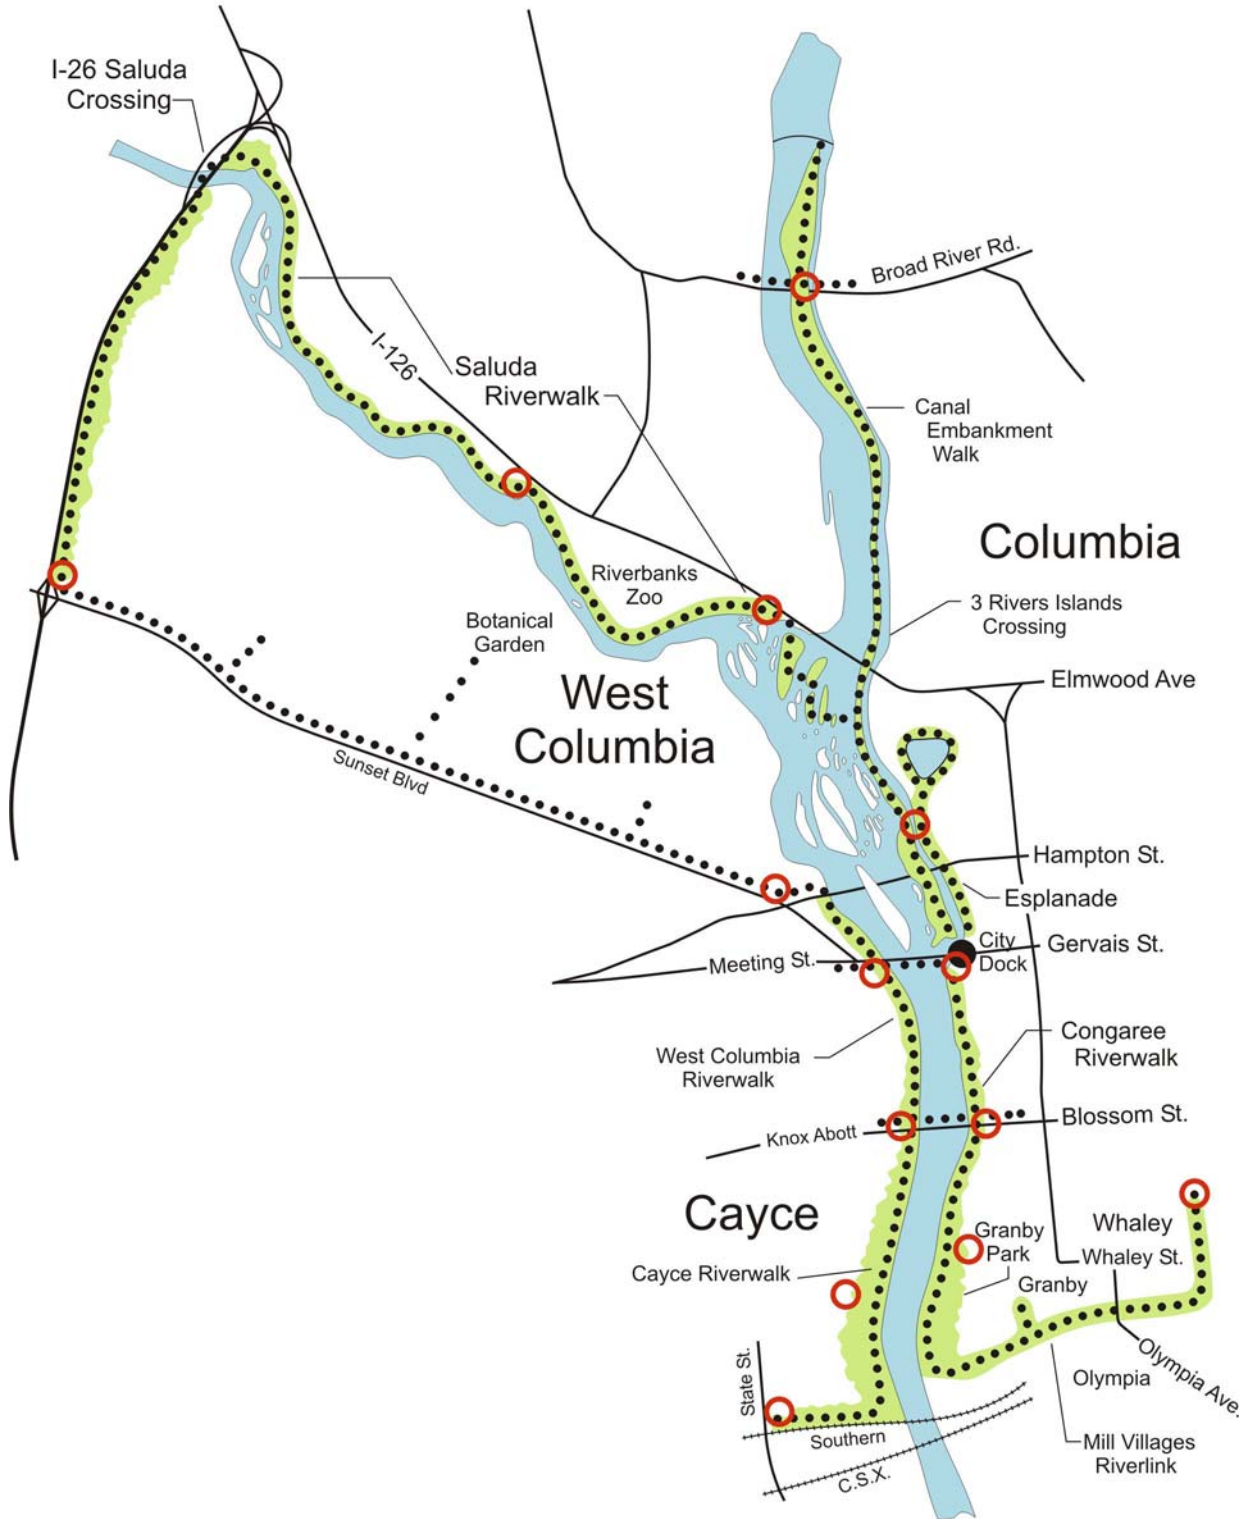 I-26 Saluda
Crossing
Broad River Rd.
I-126
Saluda
Riverwalk
Canal
Embankment
Walk
Columbia
Riverbanks
Zoo
3 Rivers Islands
Crossing
Botanical
Garden
Elmwood Ave
West
Columbia
Sunset Blvd
Hampton St.
Esplanade
City
Dock
Gervais St.
Meeting St.
West Columbia
Riverwalk
Congaree
Riverwalk
Blossom St.
Knox Abott
Cayce
Whaley
Granby
Park
Whaley St.
Cayce Riverwalk
Granby
State St.
Olympia
Olympia Ave.
Southern
Mill Villages
Riverlink
C.S.X.